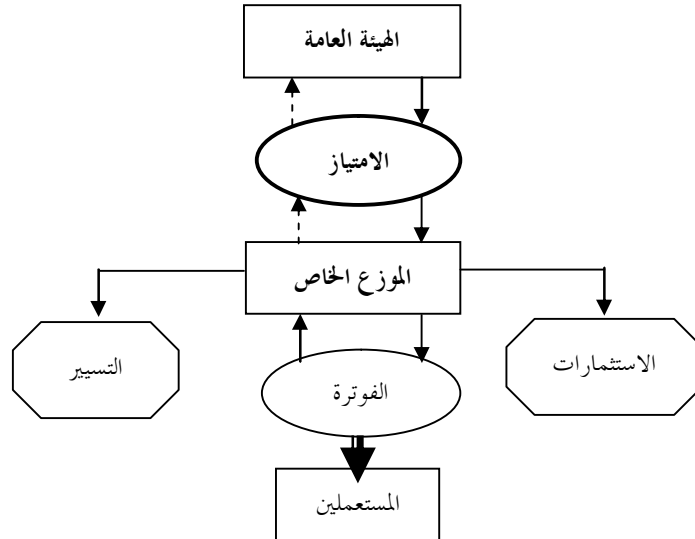 الهيئة العامة
الامتياز
الموزع الخاص
التسيير
الاستثمارات
الفوترة
المستعملين